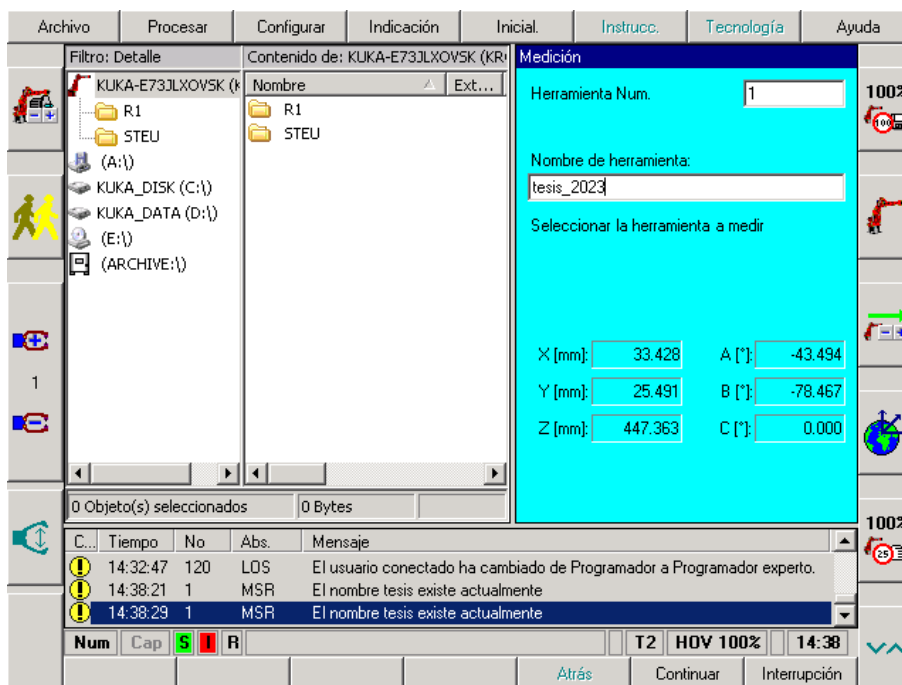 Archivo Procesar Configurar Indicación Inicial. Instrucc. Tecnología Ayuda
Filtro: Detalle Contenido de: KUKA-E73JLXOVSK (KR Medición
KUKA-E73JLXOVSK (K Nombre Ext...
R1 R1
STEU STEU
(A:\)
KUKA_DISK (C:\)
KUKA_DATA (D:\)
(E:\)
(ARCHIVE:\)
Herramienta Num. 1
Nombre de herramienta:
tesis_2023
Seleccionar la herramienta a medir
X [mm]: 33.428 A [°]: -43.494
Y [mm]: 25.491 B [°]: -78.467
Z [mm]: 447.363 C [°]: 0.000
100%
100
1
100%
25
0 Objeto(s) seleccionados 0 Bytes
C... Tiempo No Abs. Mensaje
14:32:47 120 LOS El usuario conectado ha cambiado de Programador a Programador experto.
14:38:21 1 MSR El nombre tesis existe actualmente
14:38:29 1 MSR El nombre tesis existe actualmente
Num Cap S I R T2 HOV 100% 14:38
Atrás Continuar Interrupción